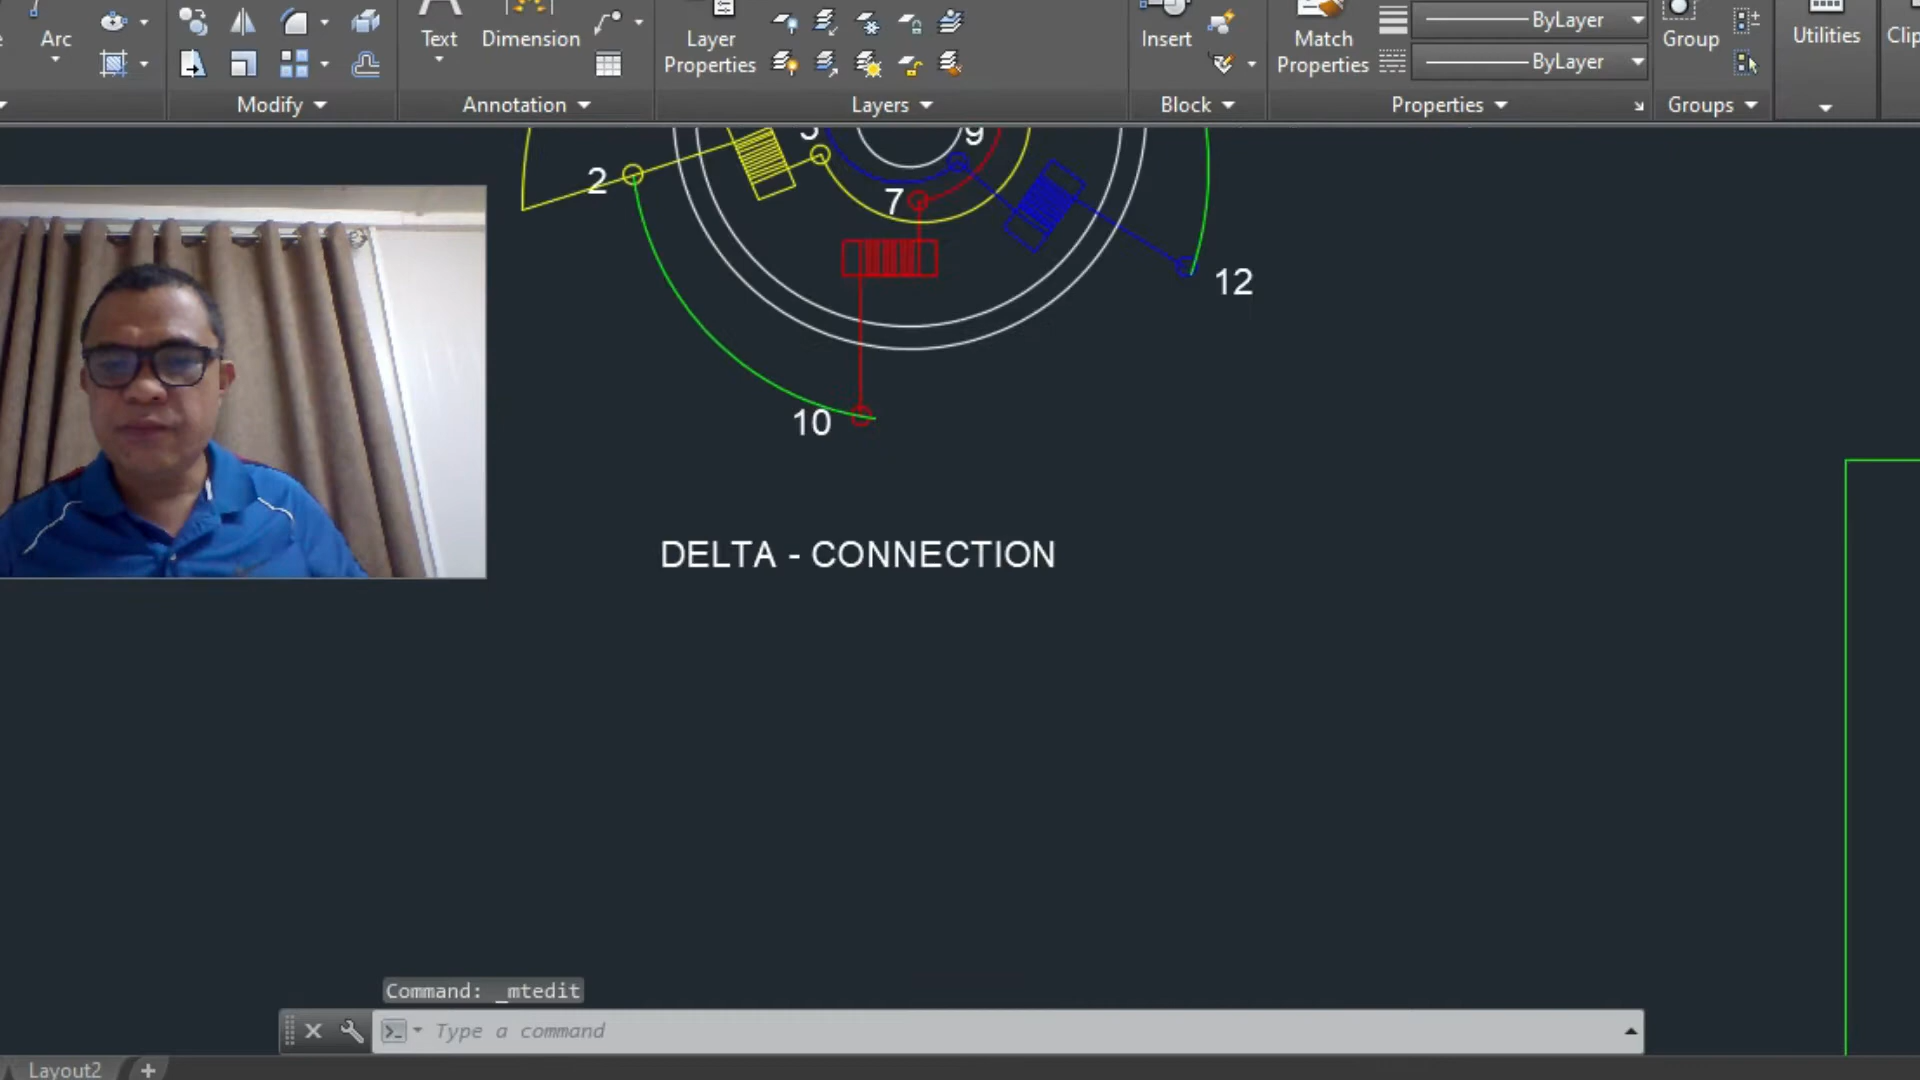 Arc
Text
Dimension
Layer
Properties
Insert
Match
Properties
ByLayer
ByLayer
Group
Utilities
Clip
Modify
Annotation
Layers
Block
Properties
Groups
2
9
7
12
10
DELTA - CONNECTION
Command: _mtedit
Type a command
Layout2